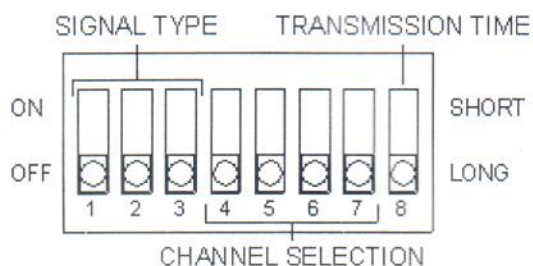 SIGNAL TYPE TRANSMISSION TIME
ON SHORT
OFF LONG
1 2 3 4 5 6 7 8
CHANNEL SELECTION